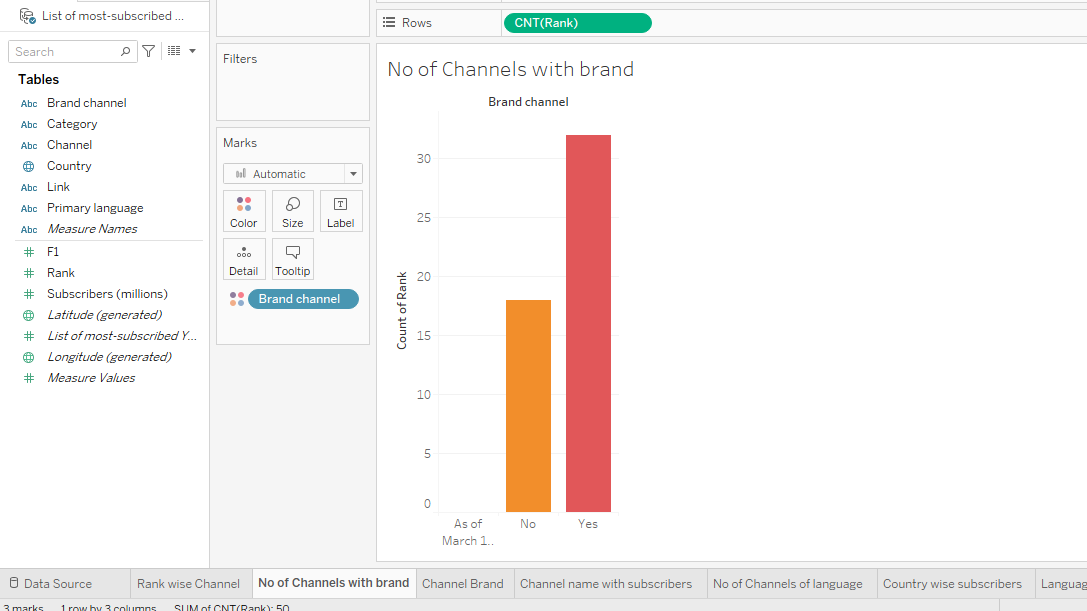 List of most-subscribed ...
Search
Tables
Abc Brand channel
Abc Category
Abc Channel
Country
Abc Link
Abc Primary language
Abc Measure Names
F1
Rank
Subscribers (millions)
Latitude (generated)
List of most-subscribed Y...
Longitude (generated)
Measure Values
Filters
Marks
Automatic
Color
Size
T
Label
Detail
Tooltip
Brand channel
Rows
CNT(Rank)
No of Channels with brand
Brand channel
Count of Rank
30
25
20
15
10
5
0
As of
March 1..
No
Yes
Data Source
Rank wise Channel
No of Channels with brand
Channel Brand
Channel name with subscribers
No of Channels of language
Country wise subscribers
Languag
3 marks 1 row by 3 columns SUM of CNT(Rank): 50